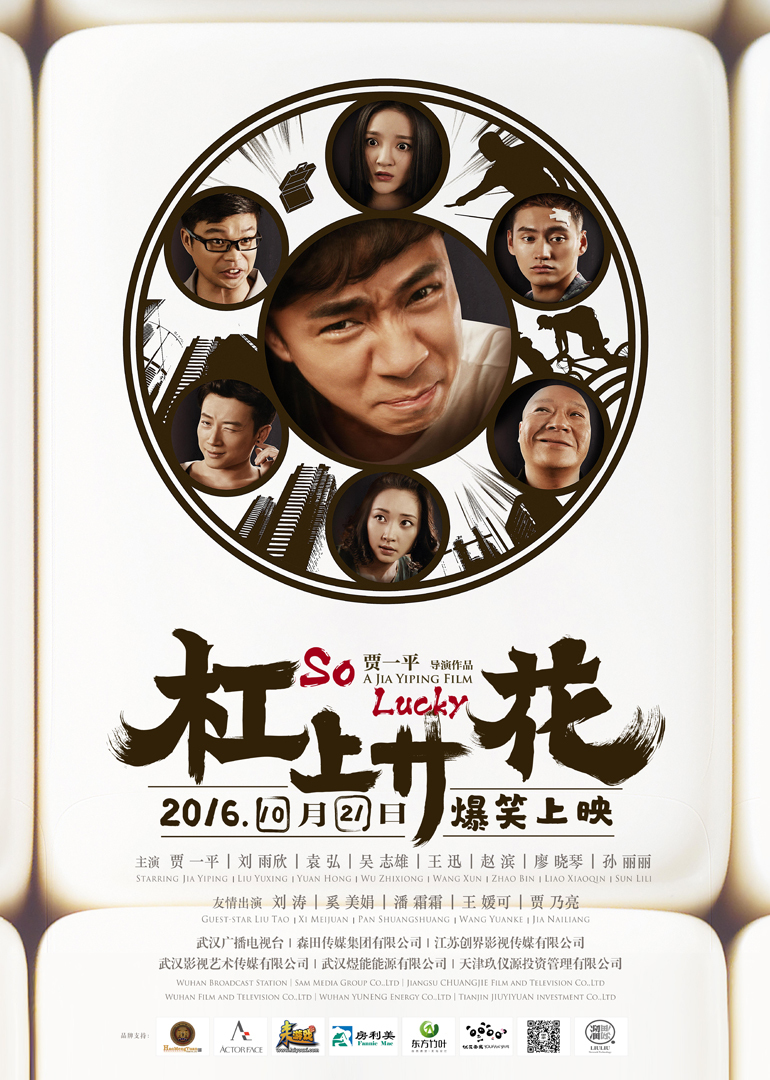 So
贾一平 导演作品
A Jia Yiping Film
Lucky
杠上开花
2016.10月21日 爆笑上映
主演 贾一平 | 刘雨欣 | 袁弘 | 吴志雄 | 王迅 | 赵滨 | 廖晓琴 | 孙丽丽
Starring Jia Yiping | Liu Yuxing | Yuan Hong | Wu Zhixiong | Wang Xun | Zhao Bin | Liao Xiaoqin | Sun Lili
友情出演 刘涛 | 奚美娟 | 潘霜霜 | 王媛可 | 贾乃亮
Guest-star Liu Tao | Xi Meijuan | Pan Shuangshuang | Wang Yuanke | Jia Nailiang
武汉广播电视台 | 森田传媒集团有限公司 | 江苏创界影视传媒有限公司
武汉影视艺术传媒有限公司 | 武汉煜能能源有限公司 | 天津玖仪源投资管理有限公司
Wuhan Broadcast Station | Sam Media Group Co.,Ltd | Jiangsu CHUANGJIE Film and Television Co.,Ltd
Wuhan Film and Television Co.,Ltd | Wuhan YUNENG Energy Co.,Ltd | Tianjin JIUYIYUAN investment Co.,Ltd
品牌支持:
ACTORFACE
房利美
Fannie Mac
东方竹叶
LIULIU